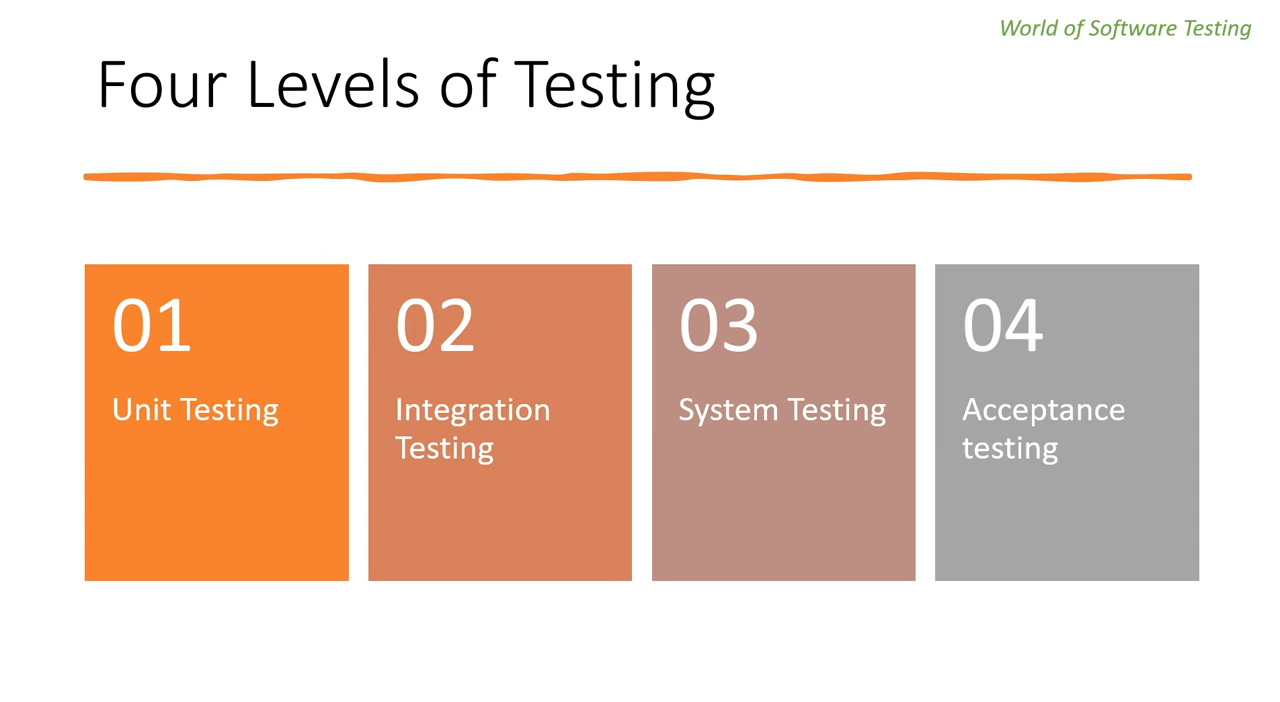 World of Software Testing
Four Levels of Testing
01
Unit Testing
02
Integration
Testing
03
System Testing
04
Acceptance
testing